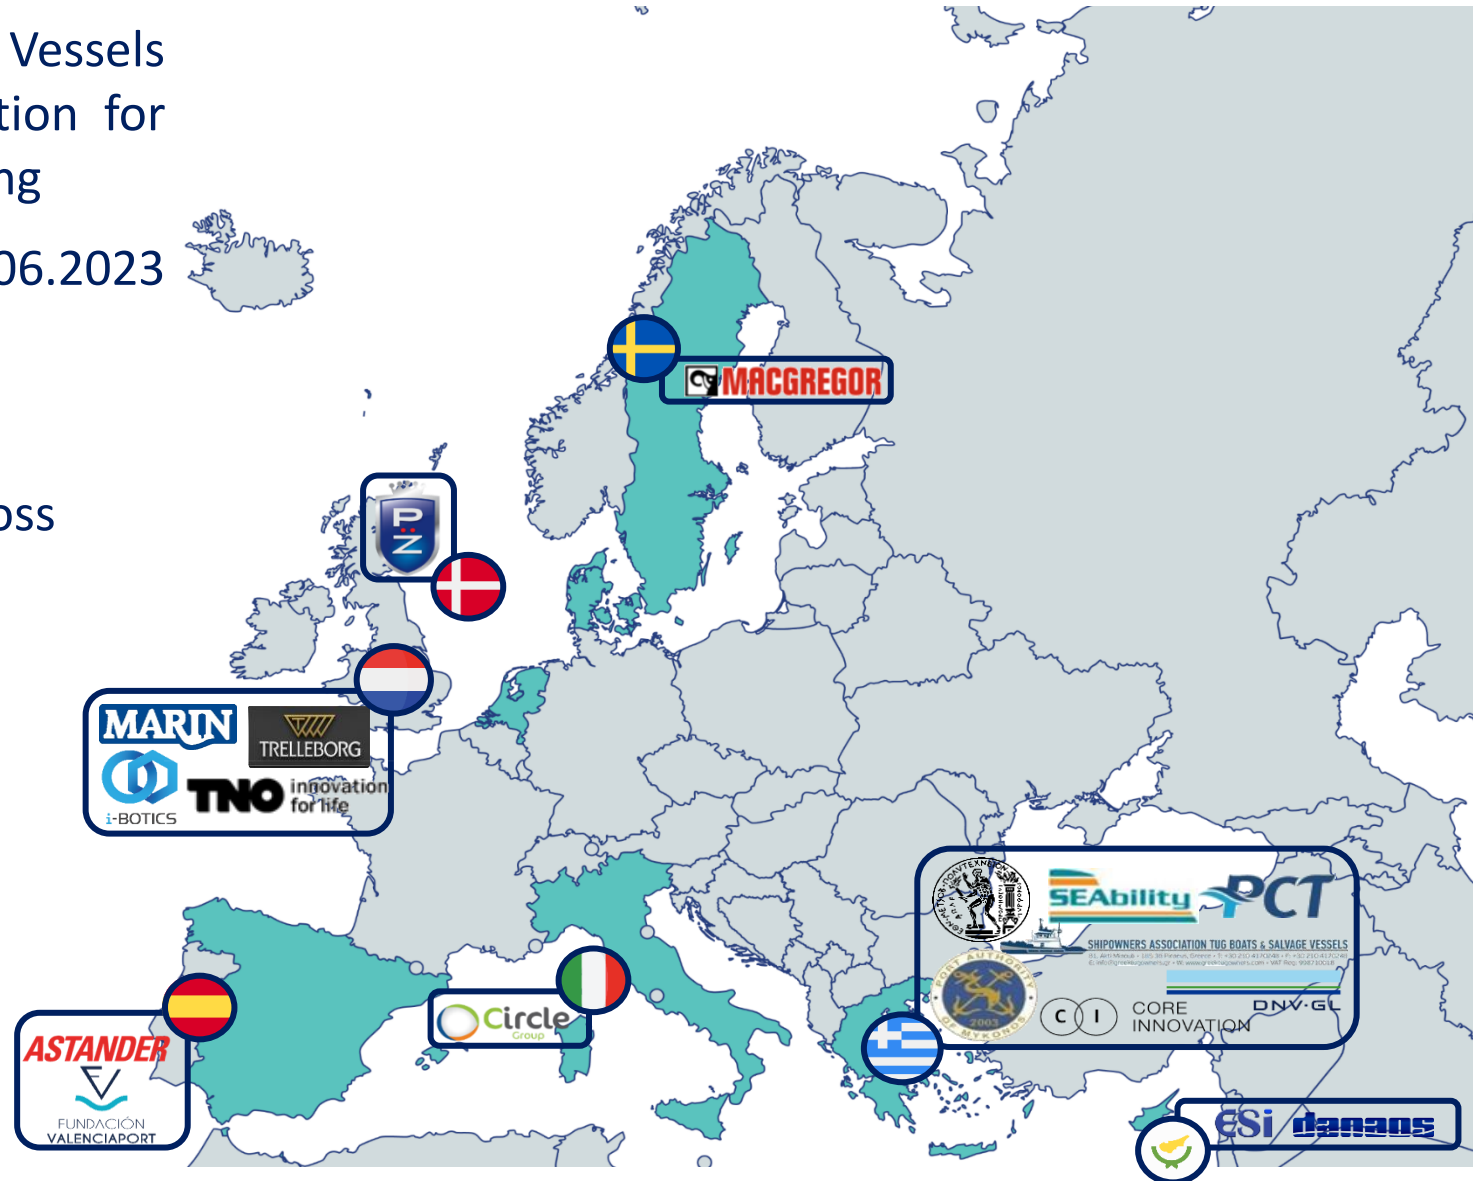 Vessels
tion for
ng
06.2023
oss
MACGREGOR
P
Z
MARIN
TRELLEBORG
i-BOTICS
TNO innovation
for life
Circle
Group
ASTANDER
FUNDACIÓN
VALENCIAPORT
SEAbility
PCT
SHIPOWNERS ASSOCIATION TUG BOATS & SALVAGE VESSELS
PORT AUTHORITY
OF MYKONOS
2003
C I
CORE
INNOVATION
DNV·GL
ESi danaos